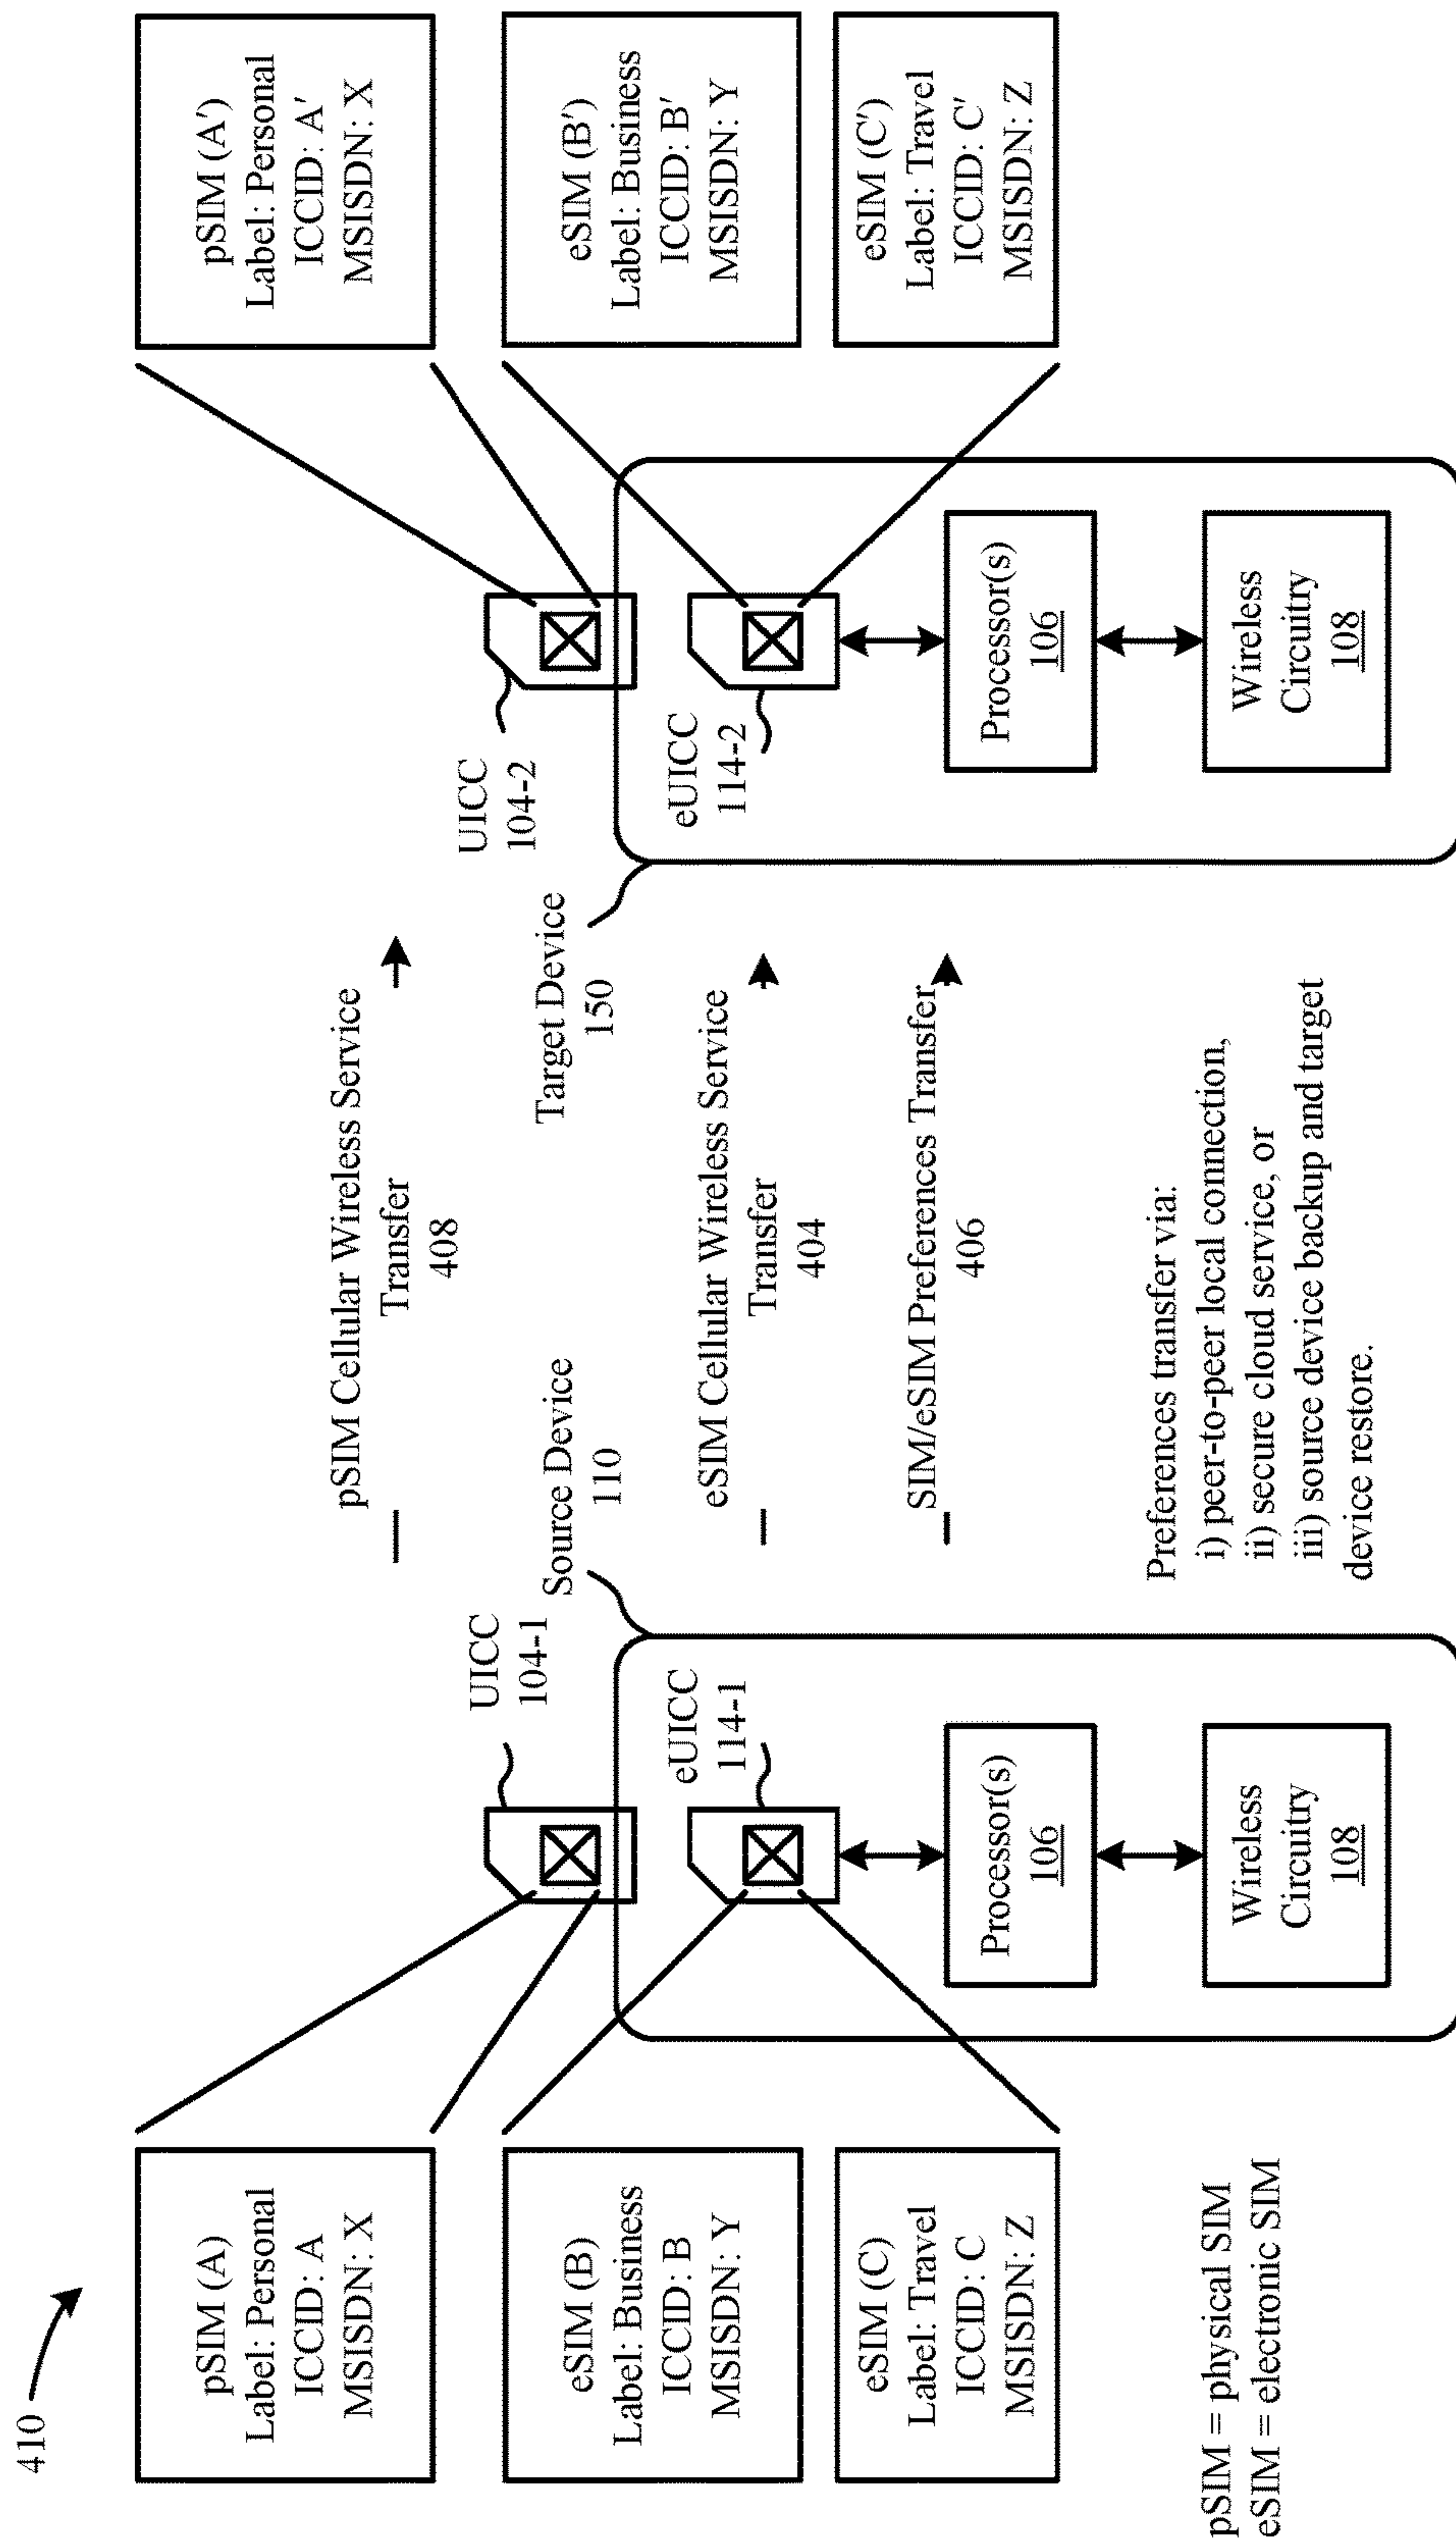 410
pSIM (A)
Label: Personal
ICCID: A
MSISDN: X
eSIM (B)
Label: Business
ICCID: B
MSISDN: Y
eSIM (C)
Label: Travel
ICCID: C
MSISDN: Z
pSIM = physical SIM
eSIM = electronic SIM
UICC
104-1
Source Device
110
eUICC
114-1
Processor(s)
106
Wireless
Circuitry
108
pSIM Cellular Wireless Service
Transfer
408
eSIM Cellular Wireless Service
Transfer
404
SIM/eSIM Preferences Transfer
406
Preferences transfer via:
i) peer-to-peer local connection,
ii) secure cloud service, or
iii) source device backup and target
device restore.
Target Device
150
UICC
104-2
eUICC
114-2
Processor(s)
106
Wireless
Circuitry
108
pSIM (A')
Label: Personal
ICCID: A'
MSISDN: X
eSIM (B')
Label: Business
ICCID: B'
MSISDN: Y
eSIM (C')
Label: Travel
ICCID: C'
MSISDN: Z